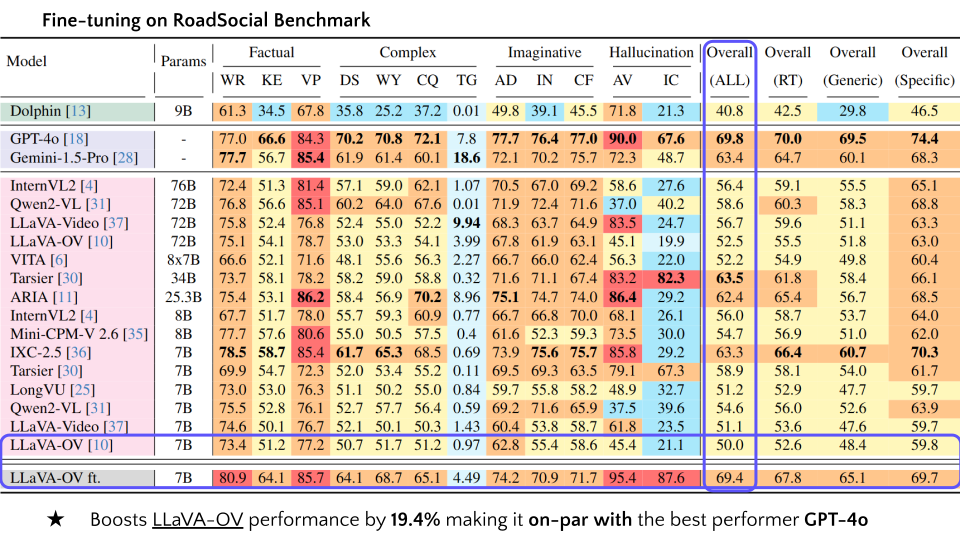 Fine-tuning on RoadSocial Benchmark
Model Params Factual Complex Imaginative Hallucination Overall Overall Overall Overall
WR KE VP DS WY CQ TG AD IN CF AV IC (ALL) (RT) (Generic) (Specific)
Dolphin [13] 9B 61.3 34.5 67.8 35.8 25.2 37.2 0.01 49.8 39.1 45.5 71.8 21.3 40.8 42.5 29.8 46.5
GPT-4o [18] - 77.0 66.6 84.3 70.2 70.8 72.1 7.8 77.7 76.4 77.0 90.0 67.6 69.8 70.0 69.5 74.4
Gemini-1.5-Pro [28] - 77.7 56.7 85.4 61.9 61.4 60.1 18.6 72.1 70.2 75.7 72.3 48.7 63.4 64.7 60.1 68.3
InternVL2 [4] 76B 72.4 51.3 81.4 57.1 59.0 62.1 1.07 70.5 67.0 69.2 58.6 27.6 56.4 59.1 55.5 65.1
Qwen2-VL [31] 72B 76.8 56.6 85.1 60.2 64.0 67.6 0.01 71.9 72.4 71.6 37.0 40.2 58.6 60.3 58.3 68.8
LLaVA-Video [37] 72B 75.8 52.4 76.8 52.4 55.0 52.2 9.94 68.3 63.7 64.9 83.5 24.7 56.7 59.6 51.1 63.3
LLaVA-OV [10] 72B 75.1 54.1 78.7 53.0 53.3 54.1 3.99 67.8 61.9 63.1 45.1 19.9 52.5 55.5 51.8 63.0
VITA [6] 8x7B 66.6 52.1 71.6 48.1 55.6 56.3 2.27 66.7 66.0 62.4 56.3 22.0 52.2 54.9 49.8 60.4
Tarsier [30] 34B 73.7 58.1 78.2 58.2 59.0 58.8 0.32 71.6 71.1 67.4 83.2 82.3 63.5 61.8 58.4 66.1
ARIA [11] 25.3B 75.4 53.1 86.2 58.4 56.9 70.2 8.96 75.1 74.7 74.0 86.4 29.2 62.4 65.4 56.7 68.5
InternVL2 [4] 8B 67.7 51.7 78.0 55.7 59.3 60.9 0.77 66.7 66.8 70.0 68.1 26.1 56.0 58.7 53.7 64.0
Mini-CPM-V 2.6 [35] 8B 77.7 57.6 80.6 55.0 50.5 57.5 0.4 61.6 52.3 59.3 73.5 30.0 54.7 56.9 51.0 62.0
IXC-2.5 [36] 7B 78.5 58.7 85.4 61.7 65.3 68.5 0.69 73.9 75.6 75.7 85.8 29.2 63.3 66.4 60.7 70.3
Tarsier [30] 7B 69.9 54.7 72.3 52.0 53.4 55.2 0.11 69.5 69.3 63.5 79.1 67.3 58.9 58.1 54.0 61.7
LongVU [25] 7B 73.0 53.0 76.3 51.1 50.2 55.0 0.84 59.7 55.8 58.2 48.9 32.7 51.2 52.9 47.7 59.7
Qwen2-VL [31] 7B 75.5 52.8 76.1 52.7 57.7 56.4 0.59 69.2 71.6 65.9 37.5 39.6 54.6 56.0 52.6 63.9
LLaVA-Video [37] 7B 74.6 50.1 76.7 52.1 50.1 50.3 1.43 60.4 53.8 58.7 61.8 23.5 51.1 53.6 47.6 59.7
LLaVA-OV [10] 7B 73.4 51.2 77.2 50.7 51.7 51.2 0.97 62.8 55.4 58.6 45.4 21.1 50.0 52.6 48.4 59.8
LLaVA-OV ft. 7B 80.9 64.1 85.7 64.1 68.7 65.1 4.49 74.2 70.9 71.7 95.4 87.6 69.4 67.8 65.1 69.7
★ Boosts LLaVA-OV performance by 19.4% making it on-par with the best performer GPT-4o